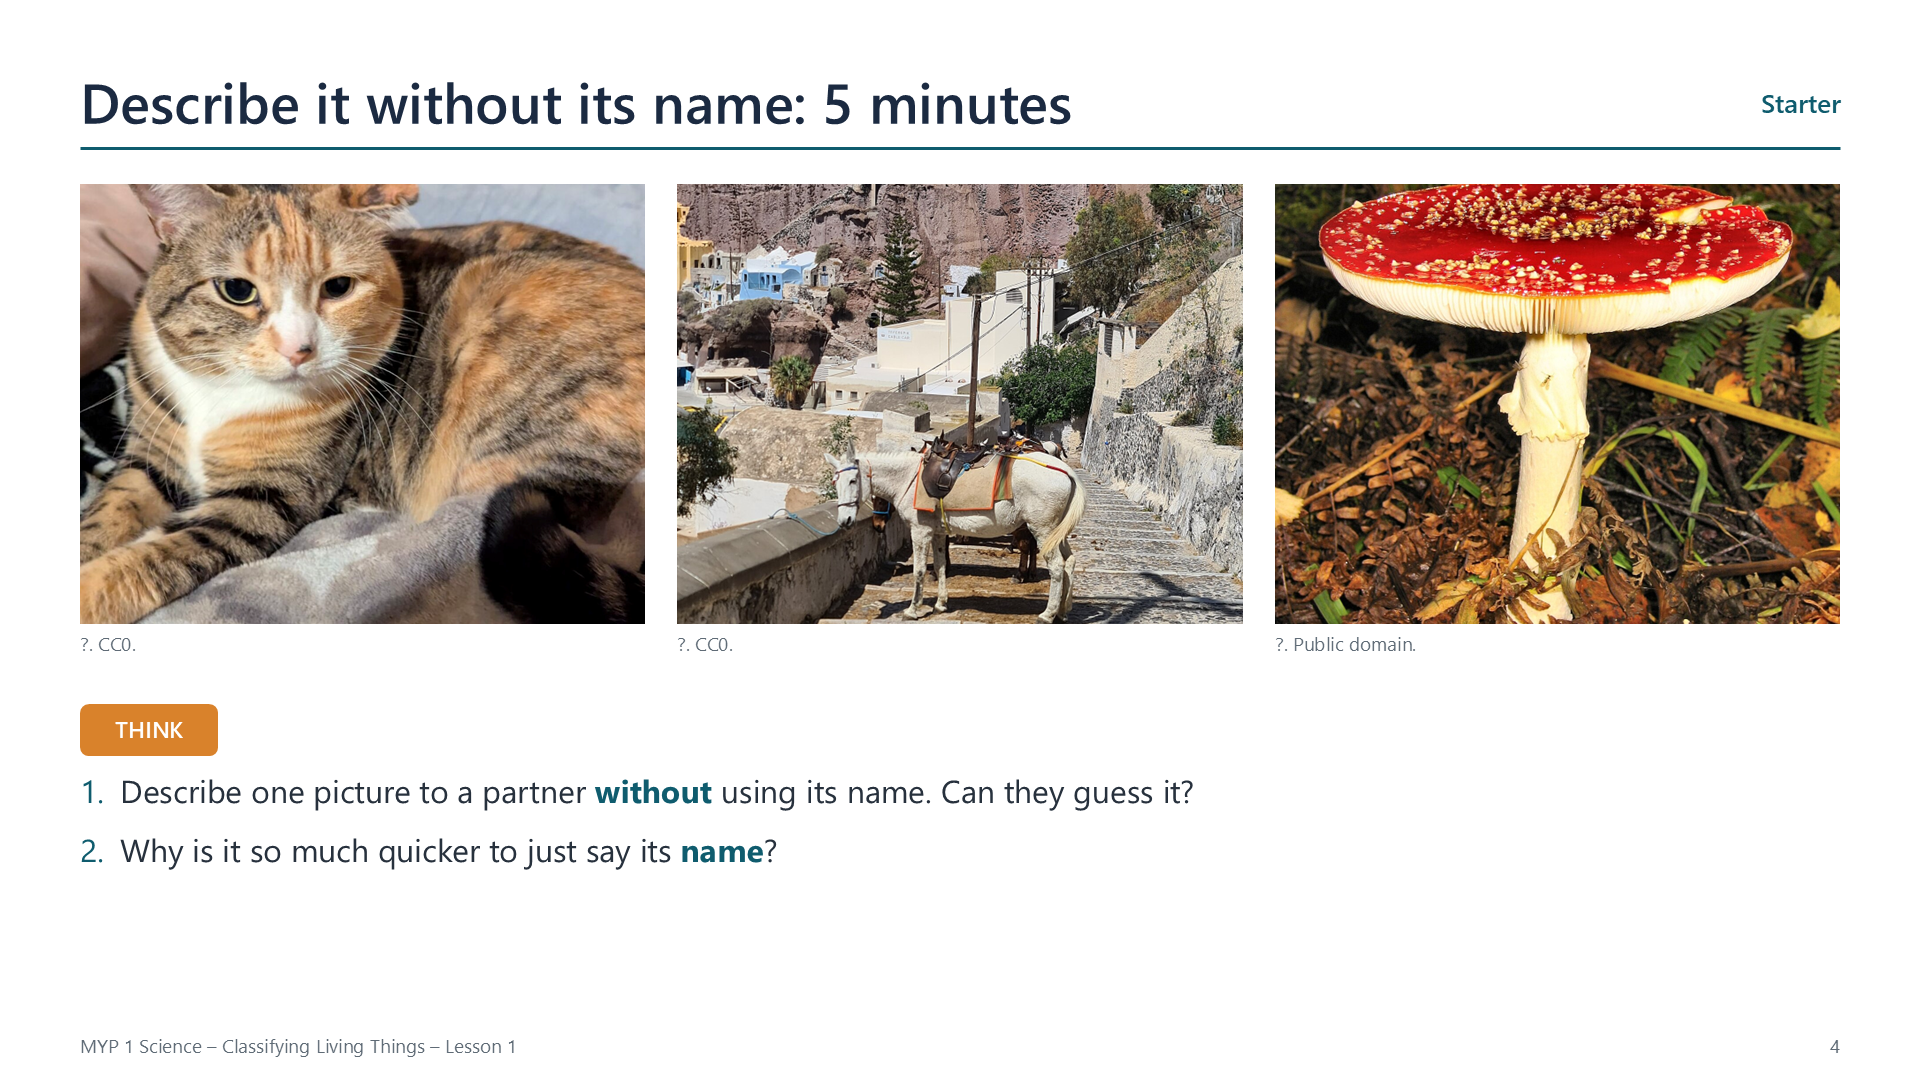 Describe it without its name: 5 minutes
Starter
?. CC0.
?. CC0.
?. Public domain.
THINK
1. Describe one picture to a partner without using its name. Can they guess it?
2. Why is it so much quicker to just say its name?
MYP 1 Science – Classifying Living Things – Lesson 1
4